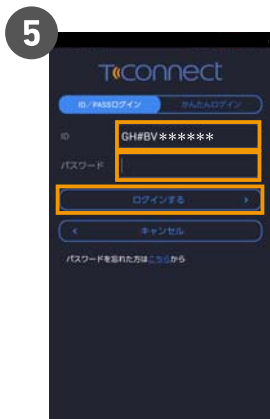 5
T-Connect
ID/PASSログイン かんたんログイン
ID GH#BV******
パスワード
ログインする >
< キャンセル
パスワードを忘れた方はこちらから